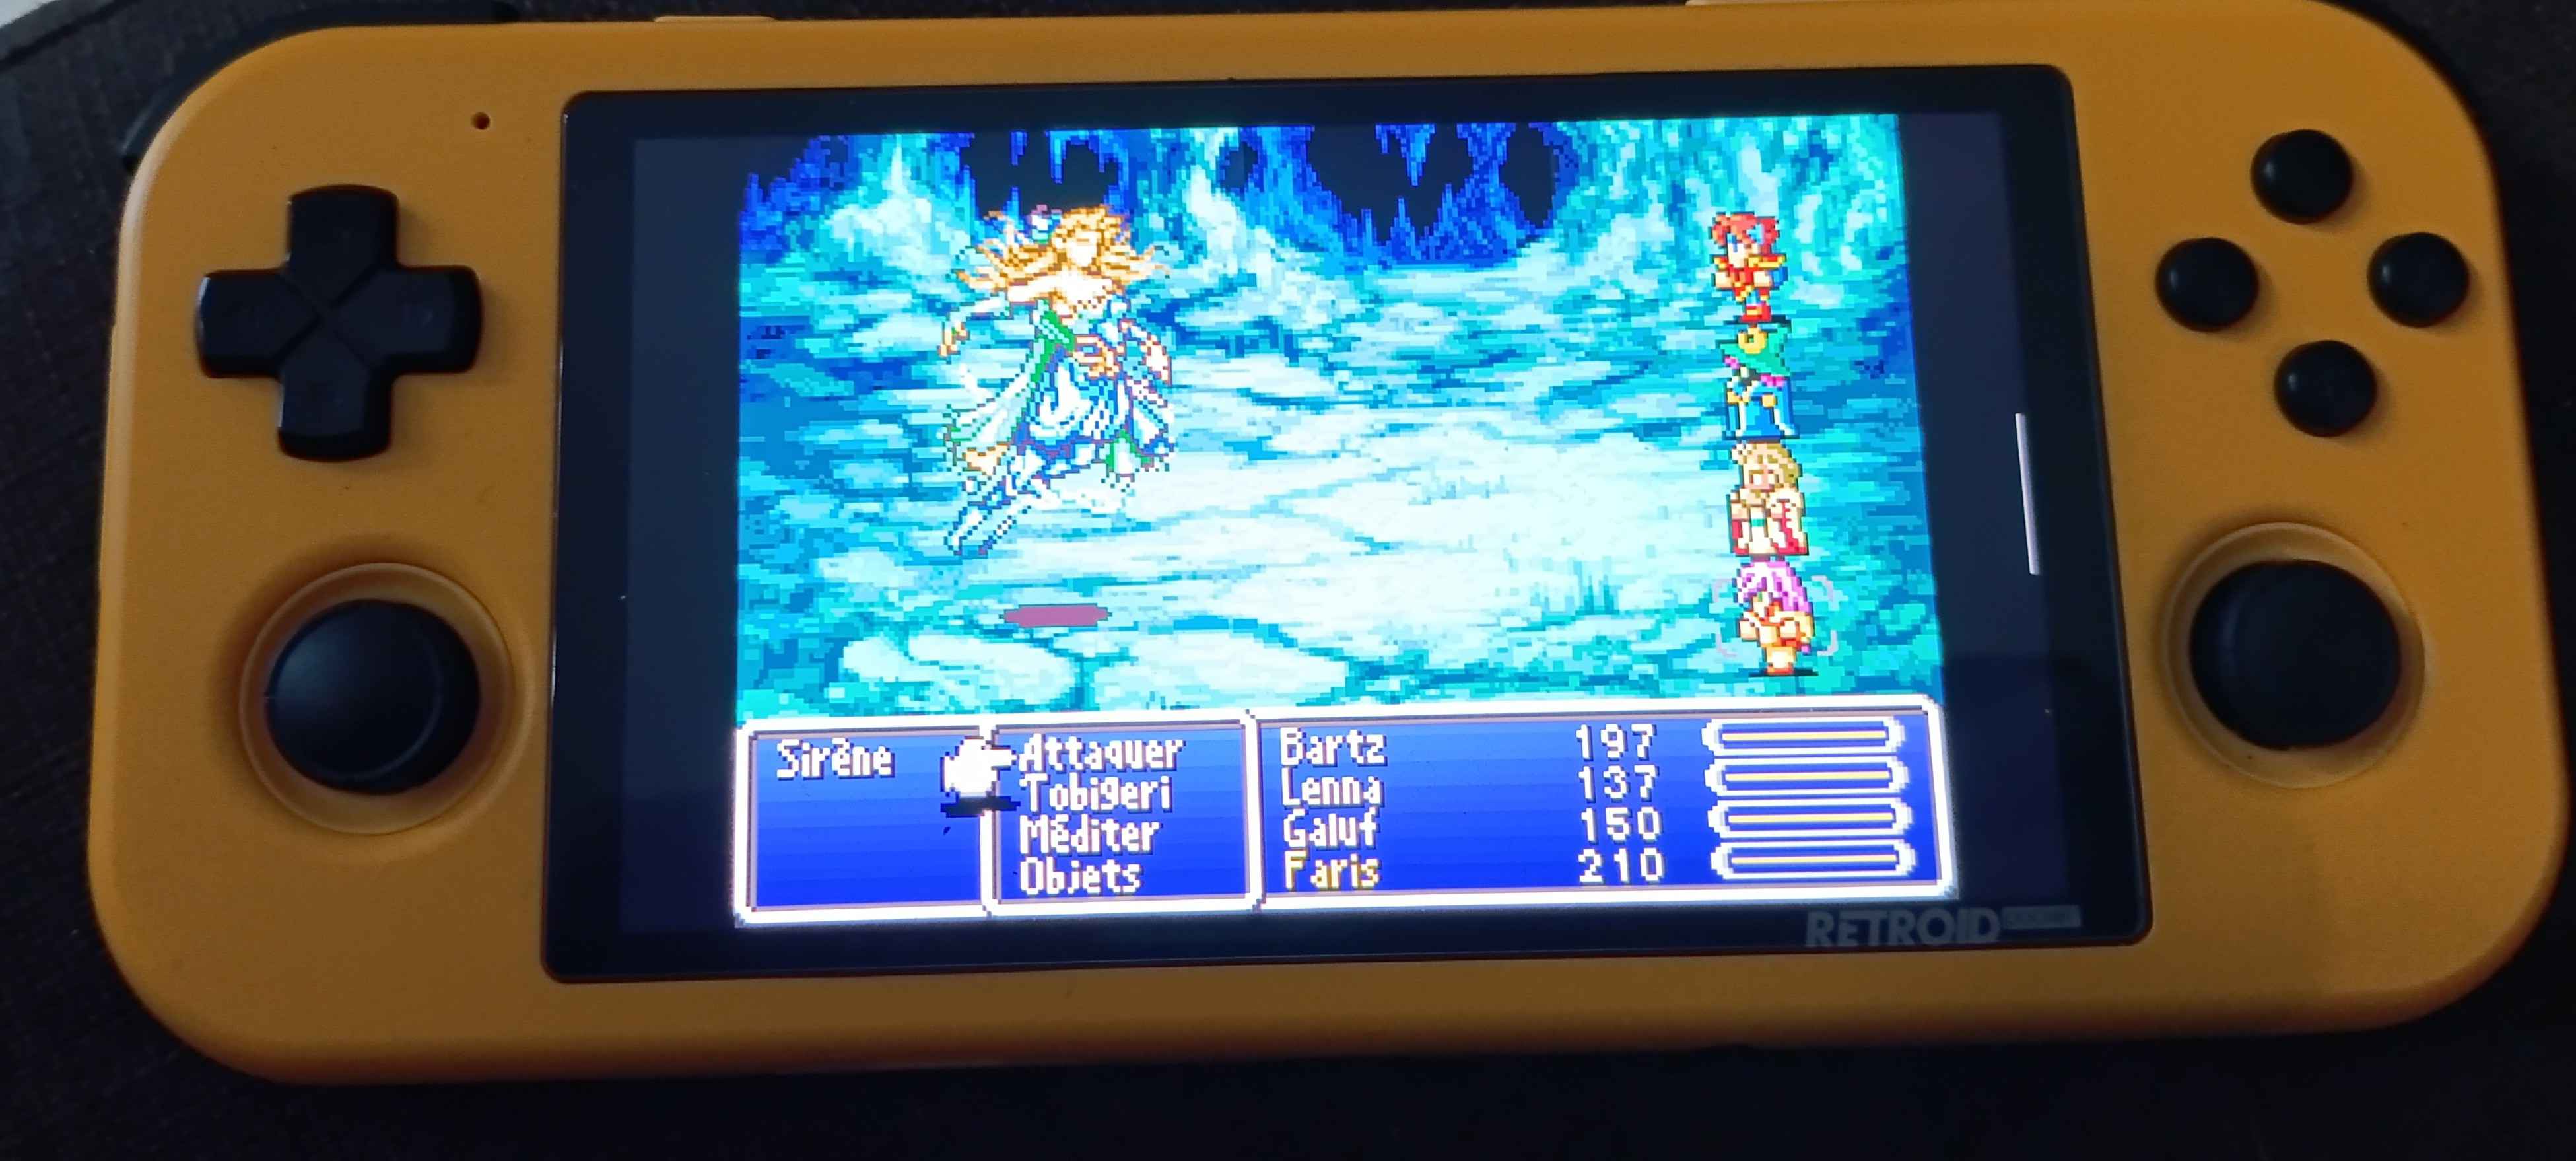 Sirène
Attaquer
Tobigeri
Méditer
Objets
Bartz 197
Lenna 137
Galuf 150
Faris 210
RETROID